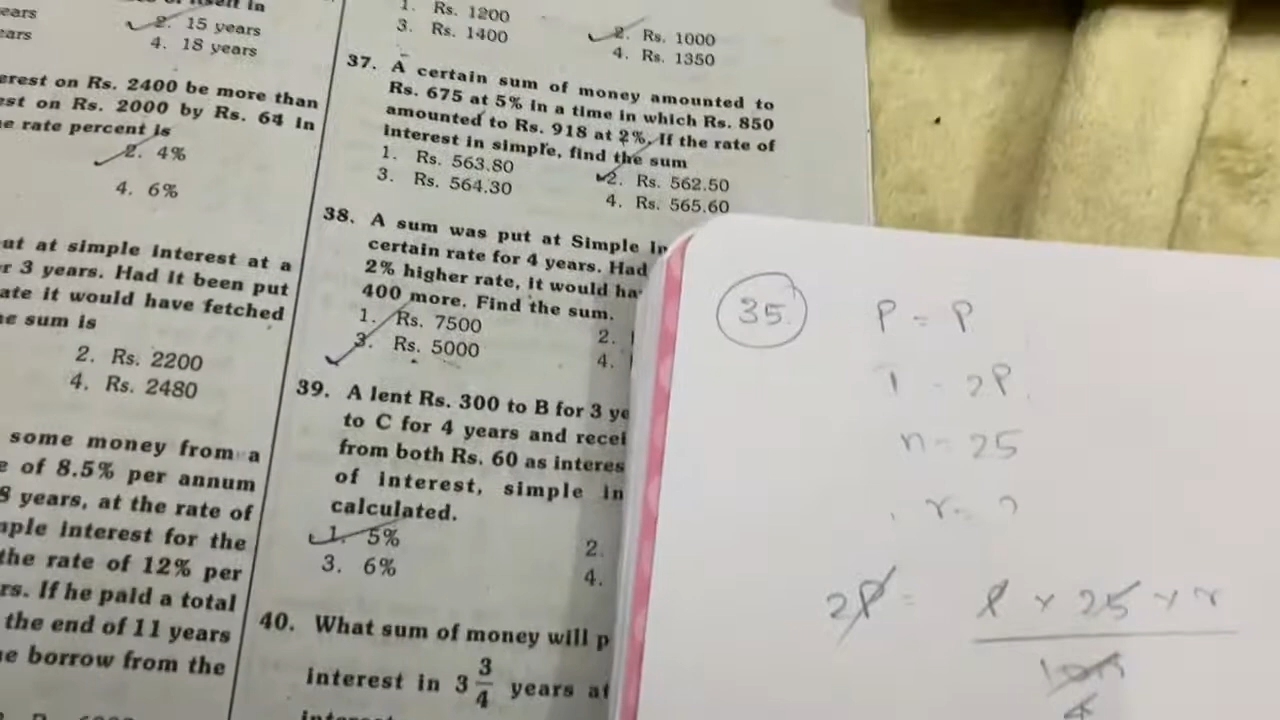 ears
2. 15 years
ears
4. 18 years
erest on Rs. 2400 be more than
est on Rs. 2000 by Rs. 64 in
e rate percent is
2. 4%
4. 6%
at at simple interest at a
r 3 years. Had it been put
ate it would have fetched
e sum is
2. Rs. 2200
4. Rs. 2480
some money from a
e of 8.5% per annum
years, at the rate of
ple interest for the
the rate of 12% per
rs. If he paid a total
the end of 11 years
e borrow from the
1. Rs. 1200
2. Rs. 1000
3. Rs. 1400
4. Rs. 1350
37. A certain sum of money amounted to
Rs. 675 at 5% in a time in which Rs. 850
amounted to Rs. 918 at 2%. If the rate of
interest in simple, find the sum
1. Rs. 563.80
2. Rs. 562.50
3. Rs. 564.30
4. Rs. 565.60
38. A sum was put at Simple In
certain rate for 4 years. Had
2% higher rate, it would ha
400 more. Find the sum.
1. Rs. 7500
2.
3. Rs. 5000
4.
39. A lent Rs. 300 to B for 3 ye
to C for 4 years and recei
from both Rs. 60 as interes
of interest, simple in
calculated.
1. 5%
2.
3. 6%
4.
40. What sum of money will p
interest in 3 3/4 years at
35.
P = P
I - 2P.
n - 25
r = ?
2P = P × 25 × r
100
4